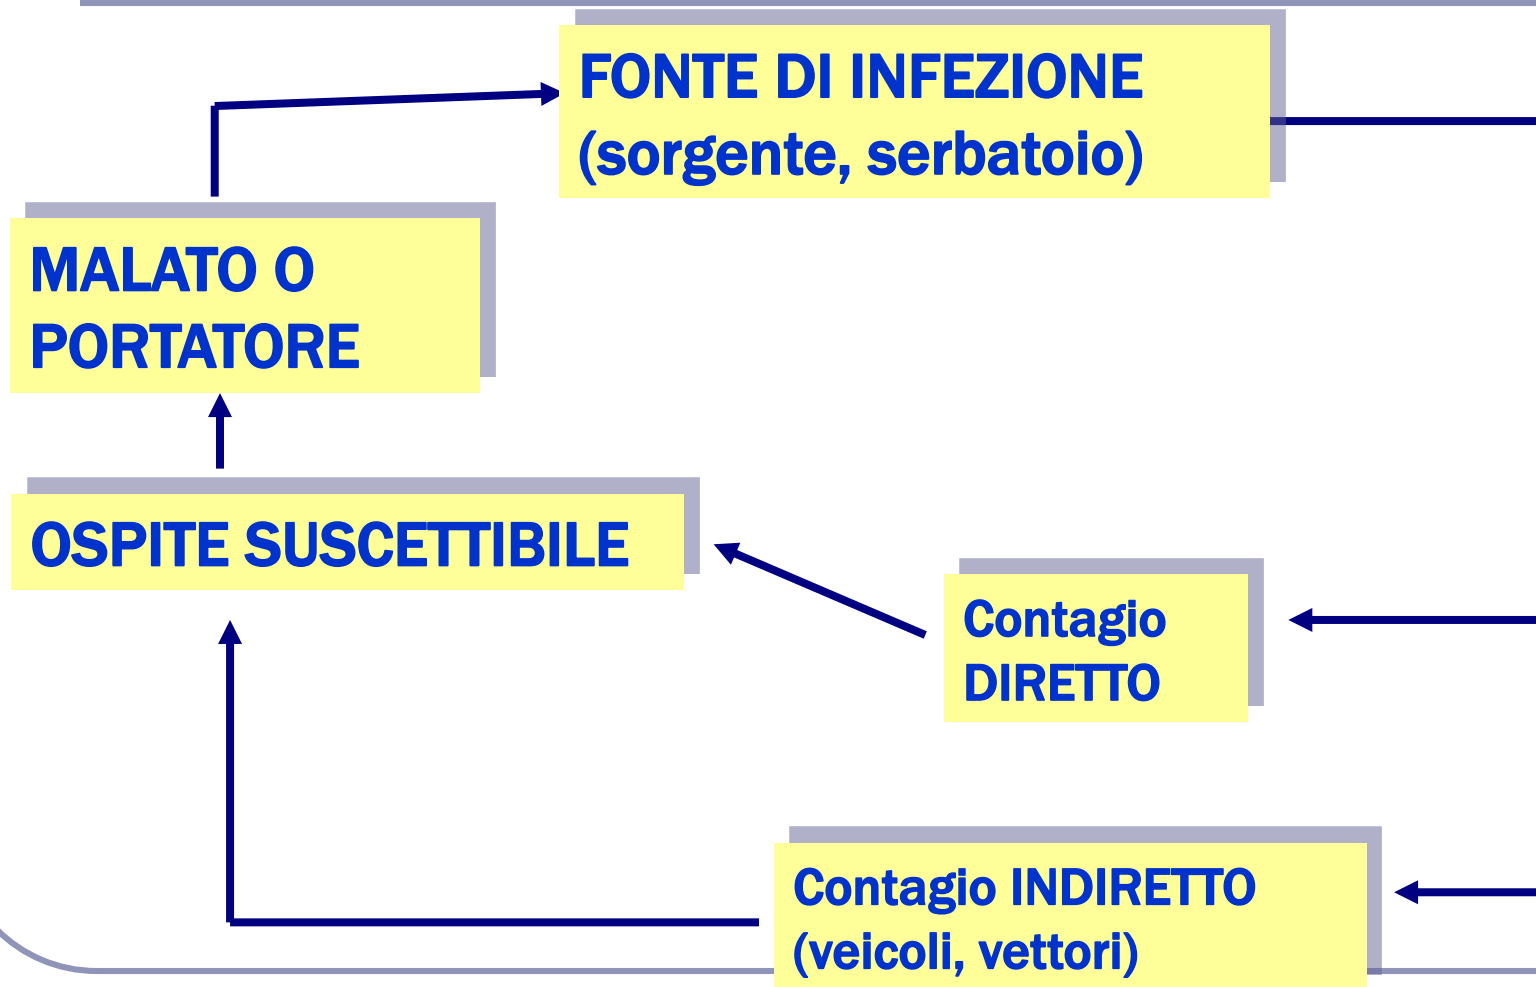 FONTE DI INFEZIONE
(sorgente, serbatoio)
MALATO O
PORTATORE
OSPITE SUSCETTIBILE
Contagio
DIRETTO
Contagio INDIRETTO
(veicoli, vettori)